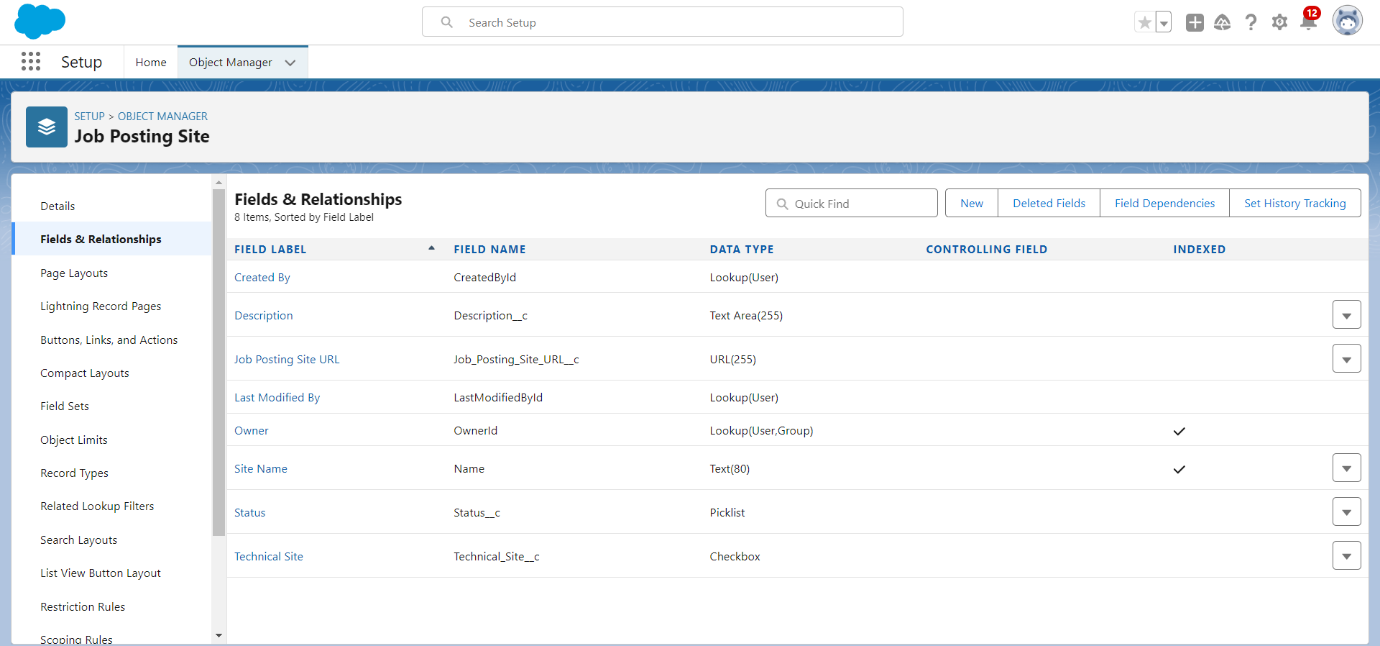 Search Setup
12
Setup
Home
Object Manager
SETUP > OBJECT MANAGER
Job Posting Site
Details
Fields & Relationships
Page Layouts
Lightning Record Pages
Buttons, Links, and Actions
Compact Layouts
Field Sets
Object Limits
Record Types
Related Lookup Filters
Search Layouts
List View Button Layout
Restriction Rules
Scoping Rules
Fields & Relationships
8 Items, Sorted by Field Label
Quick Find
New
Deleted Fields
Field Dependencies
Set History Tracking
FIELD LABEL FIELD NAME DATA TYPE CONTROLLING FIELD INDEXED
Created By CreatedById Lookup(User)
Description Description__c Text Area(255)
Job Posting Site URL Job_Posting_Site_URL__c URL(255)
Last Modified By LastModifiedById Lookup(User)
Owner OwnerId Lookup(User,Group)
Site Name Name Text(80)
Status Status__c Picklist
Technical Site Technical_Site__c Checkbox